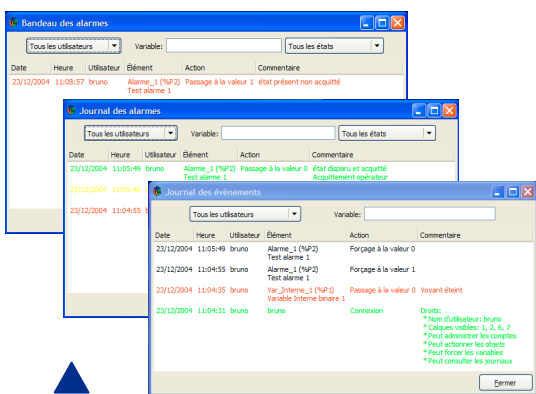 Bandeau des alarmes
Tous les utilisateurs Variable: Tous les états
Date Heure Utilisateur Élément Action Commentaire
23/12/2004 11:08:57 bruno Alarme_1 (%P2) Passage à la valeur 1 état présent non acquitté
Test alarme 1
Journal des alarmes
Tous les utilisateurs Variable: Tous les états
Date Heure Utilisateur Élément Action Commentaire
23/12/2004 11:05:49 bruno Alarme_1 (%P2) Passage à la valeur 0 état disparu et acquitté
Test alarme 1 Acquittement opérateur
23/12/2004
23/12/2004 11:04:55
Journal des évènements
Tous les utilisateurs Variable:
Date Heure Utilisateur Élément Action Commentaire
23/12/2004 11:05:49 bruno Alarme_1 (%P2) Forçage à la valeur 0
Test alarme 1
23/12/2004 11:04:55 bruno Alarme_1 (%P2) Forçage à la valeur 1
Test alarme 1
23/12/2004 11:04:35 bruno Var_Interne_1 (%P1) Passage à la valeur 0 Voyant éteint
Variable Interne binaire 1
23/12/2004 11:04:31 bruno bruno Connexion Droits:
* Nom d'utilisateur: bruno
* Calques visibles: 1, 2, 6, 7
* Peut administrer les comptes
* Peut actionner les objets
* Peut forcer les variables
* Peut consulter les journaux
Fermer